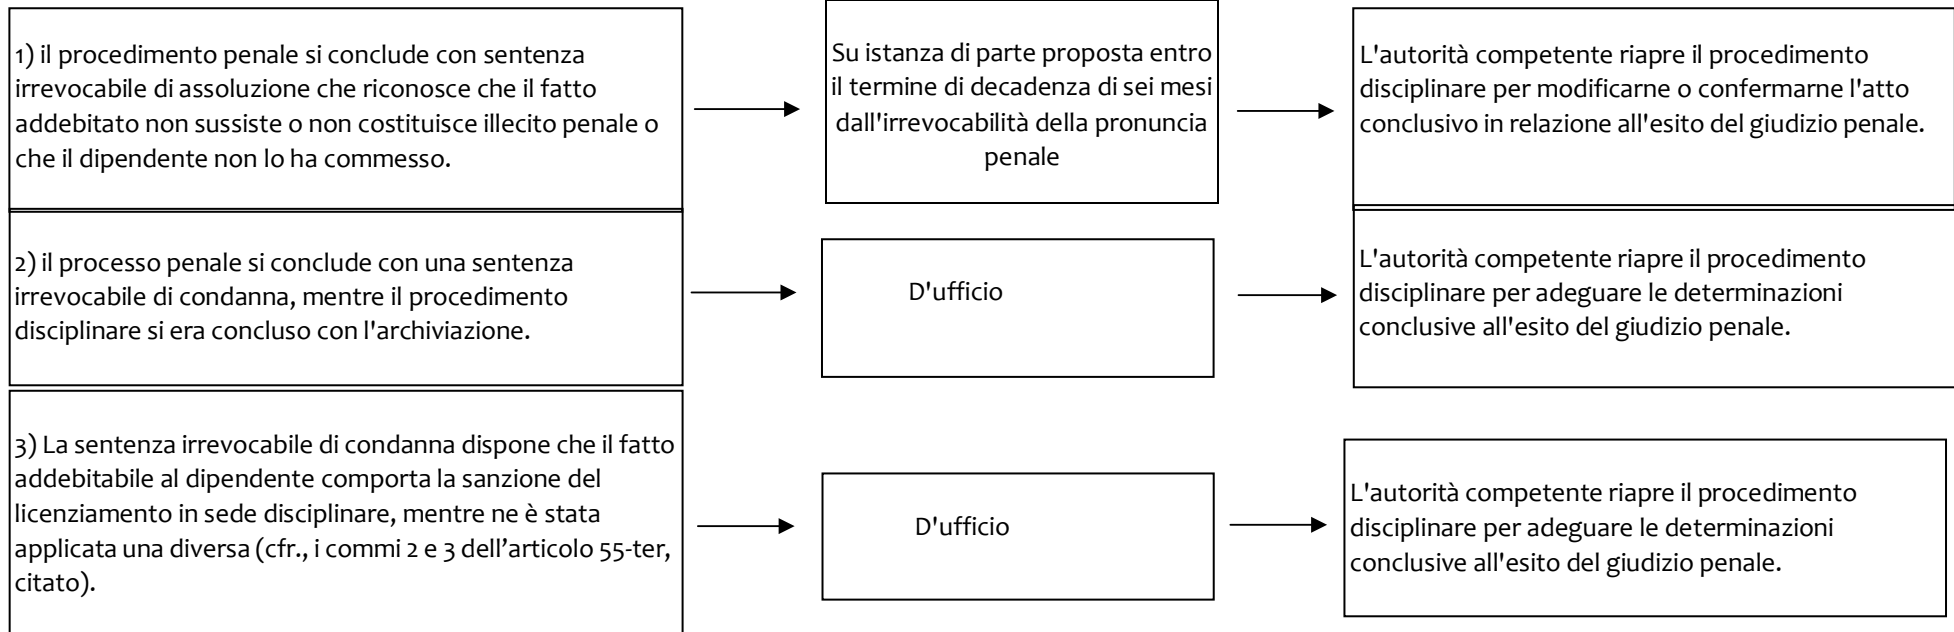 1) il procedimento penale si conclude con sentenza
irrevocabile di assoluzione che riconosce che il fatto
addebitato non sussiste o non costituisce illecito penale o
che il dipendente non lo ha commesso.
Su istanza di parte proposta entro
il termine di decadenza di sei mesi
dall'irrevocabilità della pronuncia
penale
L'autorità competente riapre il procedimento
disciplinare per modificarne o confermarne l'atto
conclusivo in relazione all'esito del giudizio penale.
2) il processo penale si conclude con una sentenza
irrevocabile di condanna, mentre il procedimento
disciplinare si era concluso con l'archiviazione.
D'ufficio
L'autorità competente riapre il procedimento
disciplinare per adeguare le determinazioni
conclusive all'esito del giudizio penale.
3) La sentenza irrevocabile di condanna dispone che il fatto
addebitabile al dipendente comporta la sanzione del
licenziamento in sede disciplinare, mentre ne è stata
applicata una diversa (cfr., i commi 2 e 3 dell’articolo 55-ter,
citato).
D'ufficio
L'autorità competente riapre il procedimento
disciplinare per adeguare le determinazioni
conclusive all'esito del giudizio penale.